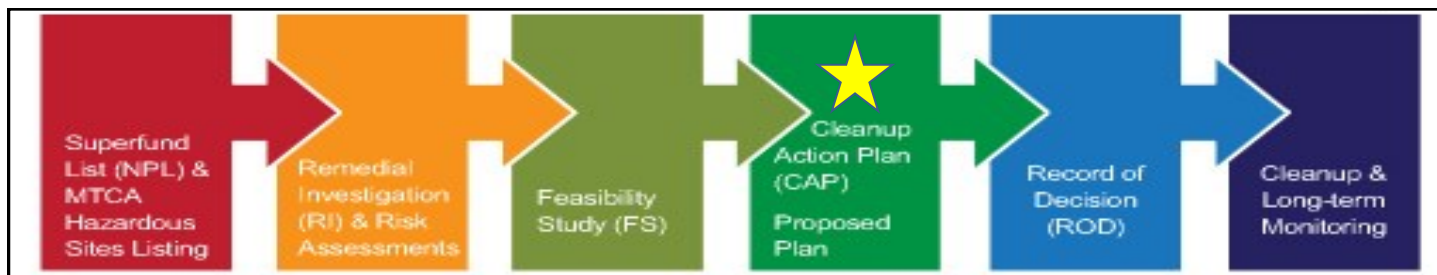 Superfund
List (NPL) &
MTCA
Hazardous
Sites Listing
Remedial
Investigation
(RI) & Risk
Assessments
Feasibility
Study (FS)
Cleanup
Action Plan
(CAP)
Proposed
Plan
Record of
Decision
(ROD)
Cleanup &
Long-term
Monitoring